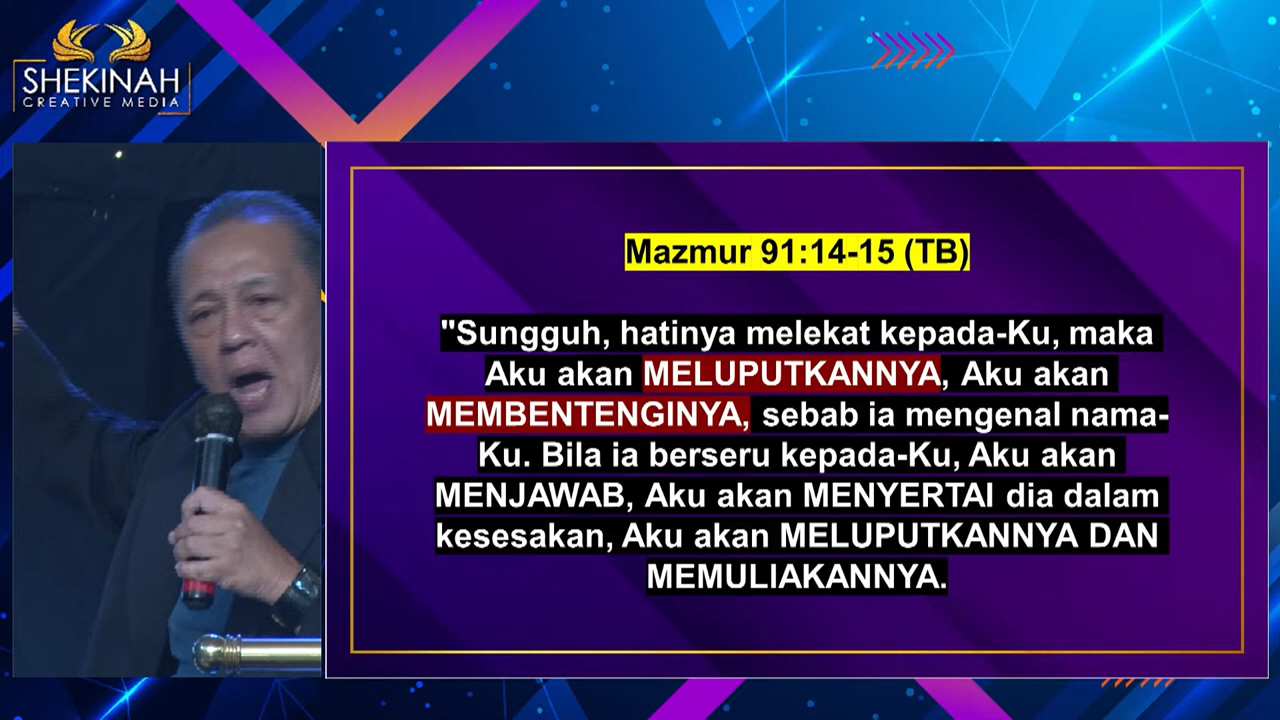 SHEKINAH
CREATIVE MEDIA
Mazmur 91:14-15 (TB)
"Sungguh, hatinya melekat kepada-Ku, maka
Aku akan MELUPUTKANNYA, Aku akan
MEMBENTENGINYA, sebab ia mengenal nama-
Ku. Bila ia berseru kepada-Ku, Aku akan
MENJAWAB, Aku akan MENYERTAI dia dalam
kesesakan, Aku akan MELUPUTKANNYA DAN
MEMULIAKANNYA.